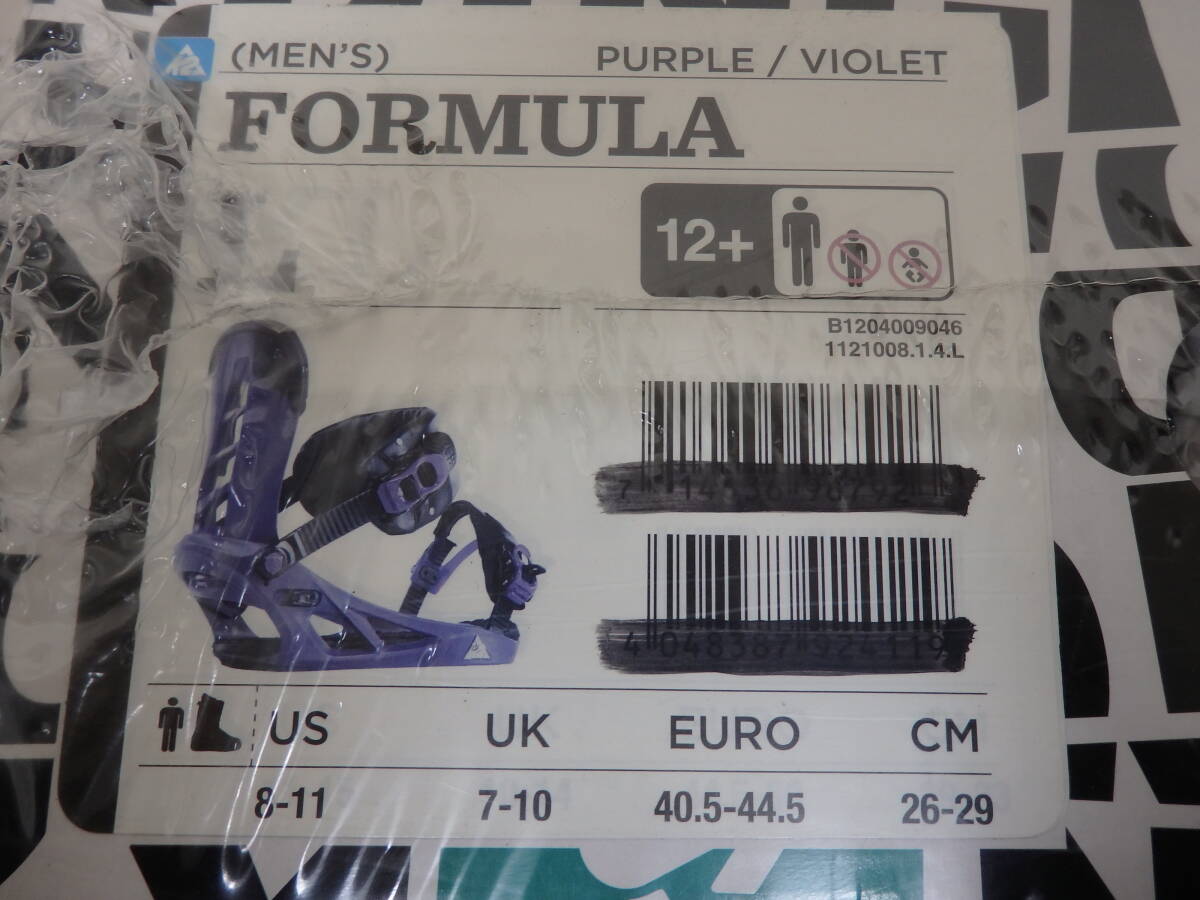 (MEN'S) PURPLE / VIOLET
FORMULA
12+
B1204009046
1121008.1.4.L
US UK EURO CM
8-11 7-10 40.5-44.5 26-29